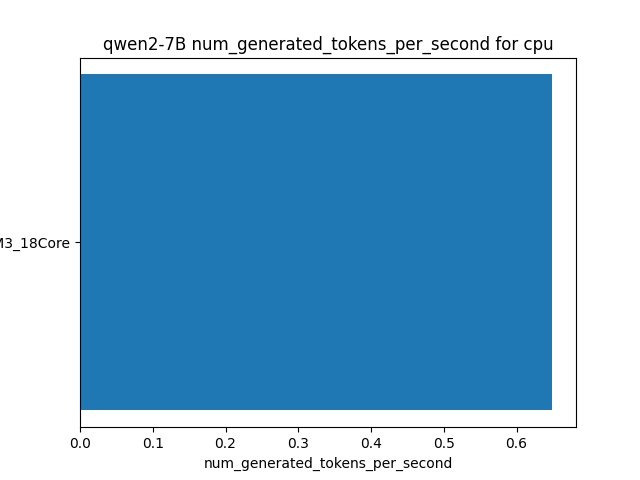 qwen2-7B num_generated_tokens_per_second for cpu
M3_18Core
0.0 0.1 0.2 0.3 0.4 0.5 0.6
num_generated_tokens_per_second